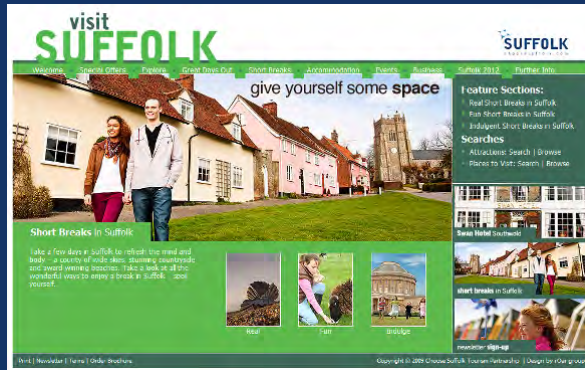 visit
SUFFOLK
SUFFOLK
Welcome Special Offers Explore Great Days Out Short Breaks Accommodation Events Business Suffolk 2012 Further Info
give yourself some space
Feature Sections:
Real Short Breaks in Suffolk
Fun Short Breaks in Suffolk
Indulgent Short Breaks in Suffolk
Searches
Attractions: Search | Browse
Places to Visit: Search | Browse
Short Breaks in Suffolk
Take a few days in Suffolk to refresh the mind and
body - a county of wide skies, stunning countryside
and award winning beaches. Take a look at all the
wonderful ways to enjoy a break in Suffolk
yourself.
Real
Fun
Indulge
SWAN HOTEL
Swan Hotel Southwold
short breaks in Suffolk
newsletter sign-up
Print | Newsletter | Terms | Order Brochure
Copyright © 2009 Choose Suffolk Tourism Partnership | Design by